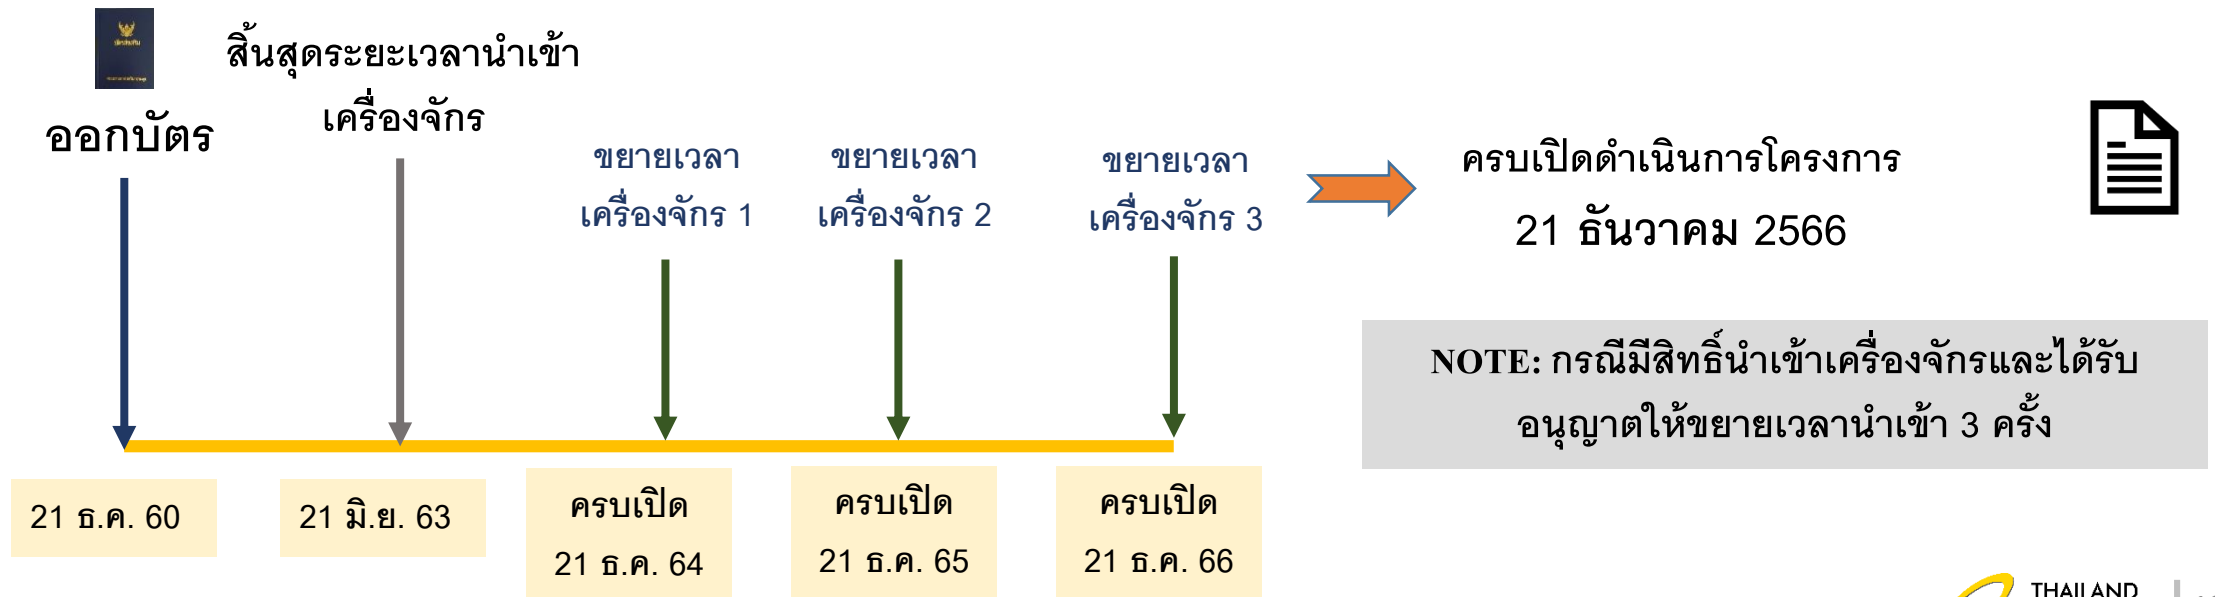 ออกบัตร
สิ้นสุดระยะเวลานำเข้า
เครื่องจักร
ขยายเวลา
เครื่องจักร 1
ขยายเวลา
เครื่องจักร 2
ขยายเวลา
เครื่องจักร 3
ครบเปิดดำเนินการโครงการ
21 ธันวาคม 2566
NOTE: กรณีมีสิทธิ์นำเข้าเครื่องจักรและได้รับ
อนุญาตให้ขยายเวลานำเข้า 3 ครั้ง
21 ธ.ค. 60
21 มิ.ย. 63
ครบเปิด
21 ธ.ค. 64
ครบเปิด
21 ธ.ค. 65
ครบเปิด
21 ธ.ค. 66
THAILAND